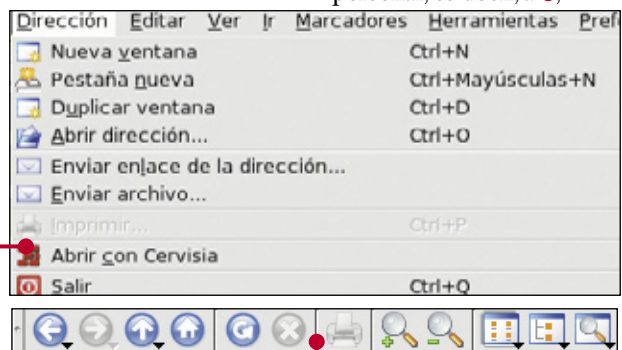 Dirección Editar Ver Ir Marcadores Herramientas Pref
Nueva ventana Ctrl+N
Pestaña nueva Ctrl+Mayúsculas+N
Duplicar ventana Ctrl+D
Abrir dirección... Ctrl+O
Enviar enlace de la dirección...
Enviar archivo...
Imprimir... Ctrl+P
Abrir con Cervisia
Salir Ctrl+Q